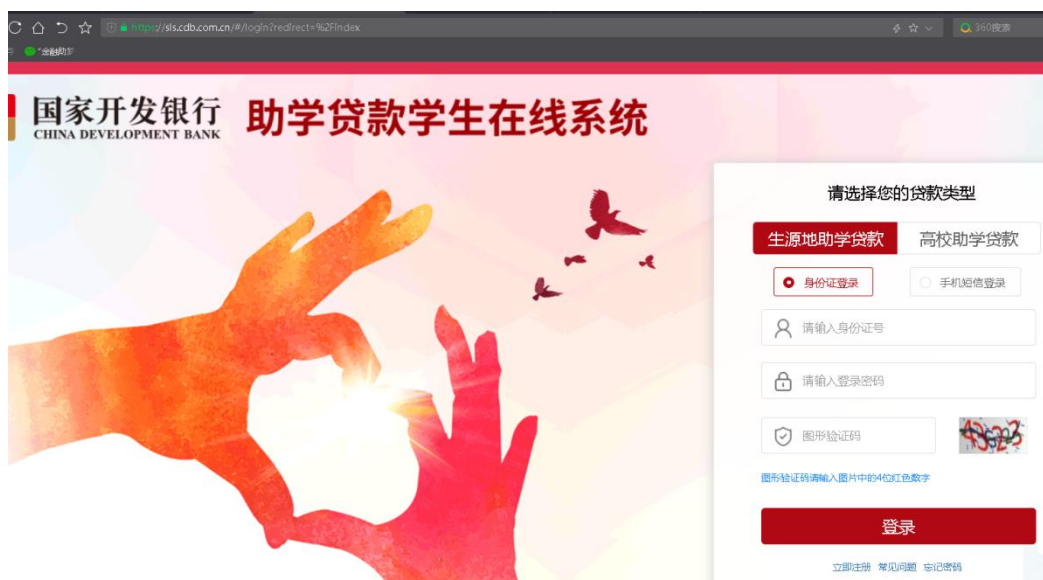 https://sls.cdb.com.cn/#/login?redirect=%2Findex
360搜索
国家开发银行
CHINA DEVELOPMENT BANK
助学贷款学生在线系统
请选择您的贷款类型
生源地助学贷款 高校助学贷款
身份证登录 手机短信登录
请输入身份证号
请输入登录密码
图形验证码
图形验证码请输入图片中的4位红色数字
登录
立即注册 常见问题 忘记密码